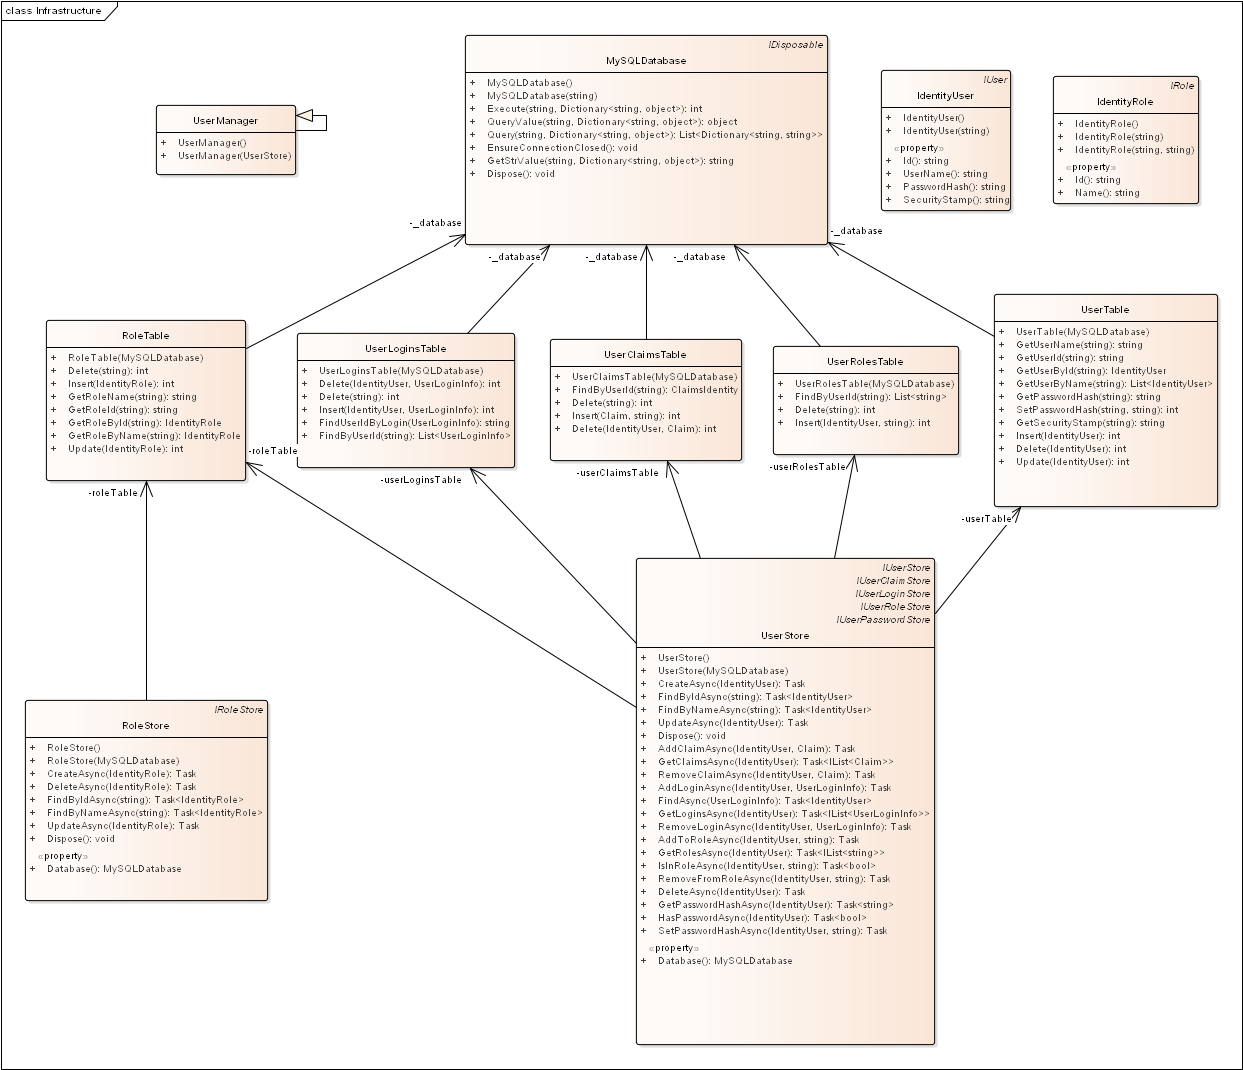 class Infrastructure
IDisposable
MySQLDatabase
+ MySQLDatabase()
+ MySQLDatabase(string)
+ Execute(string, Dictionary<string, object>): int
+ QueryValue(string, Dictionary<string, object>): object
+ Query(string, Dictionary<string, object>): List<Dictionary<string, string>>
+ EnsureConnectionClosed(): void
+ GetStrValue(string, Dictionary<string, object>): string
+ Dispose(): void
IUser
IdentityUser
+ IdentityUser()
+ IdentityUser(string)
«property»
+ Id(): string
+ UserName(): string
+ PasswordHash(): string
+ SecurityStamp(): string
IRole
IdentityRole
+ IdentityRole()
+ IdentityRole(string)
+ IdentityRole(string, string)
«property»
+ Id(): string
+ Name(): string
UserManager
+ UserManager()
+ UserManager(UserStore)
-_database
-_database
-_database
-_database
-_database
RoleTable
+ RoleTable(MySQLDatabase)
+ Delete(string): int
+ Insert(IdentityRole): int
+ GetRoleName(string): string
+ GetRoleId(string): string
+ GetRoleById(string): IdentityRole
+ GetRoleByName(string): IdentityRole
+ Update(IdentityRole): int
UserLoginsTable
+ UserLoginsTable(MySQLDatabase)
+ Delete(IdentityUser, UserLoginInfo): int
+ Delete(string): int
+ Insert(IdentityUser, UserLoginInfo): int
+ FindUserIdByLogin(UserLoginInfo): string
+ FindByUserId(string): List<UserLoginInfo>
UserClaimsTable
+ UserClaimsTable(MySQLDatabase)
+ FindByUserId(string): ClaimsIdentity
+ Delete(string): int
+ Insert(Claim, string): int
+ Delete(IdentityUser, Claim): int
UserRolesTable
+ UserRolesTable(MySQLDatabase)
+ FindByUserId(string): List<string>
+ Delete(string): int
+ Insert(IdentityUser, string): int
UserTable
+ UserTable(MySQLDatabase)
+ GetUserName(string): string
+ GetUserId(string): string
+ GetUserById(string): IdentityUser
+ GetUserByName(string): List<IdentityUser>
+ GetPasswordHash(string): string
+ SetPasswordHash(string, string): int
+ GetSecurityStamp(string): string
+ Insert(IdentityUser): int
+ Delete(IdentityUser): int
+ Update(IdentityUser): int
-roleTable
-roleTable
-userLoginsTable
-userClaimsTable
-userRolesTable
-userTable
IRoleStore
RoleStore
+ RoleStore()
+ RoleStore(MySQLDatabase)
+ CreateAsync(IdentityRole): Task
+ DeleteAsync(IdentityRole): Task
+ FindByIdAsync(string): Task<IdentityRole>
+ FindByNameAsync(string): Task<IdentityRole>
+ UpdateAsync(IdentityRole): Task
+ Dispose(): void
«property»
+ Database(): MySQLDatabase
IUserStore
IUserClaimStore
IUserLoginStore
IUserRoleStore
IUserPasswordStore
UserStore
+ UserStore()
+ UserStore(MySQLDatabase)
+ CreateAsync(IdentityUser): Task
+ FindByIdAsync(string): Task<IdentityUser>
+ FindByNameAsync(string): Task<IdentityUser>
+ UpdateAsync(IdentityUser): Task
+ Dispose(): void
+ AddClaimAsync(IdentityUser, Claim): Task
+ GetClaimsAsync(IdentityUser): Task<IList<Claim>>
+ RemoveClaimAsync(IdentityUser, Claim): Task
+ AddLoginAsync(IdentityUser, UserLoginInfo): Task
+ FindAsync(UserLoginInfo): Task<IdentityUser>
+ GetLoginsAsync(IdentityUser): Task<IList<UserLoginInfo>>
+ RemoveLoginAsync(IdentityUser, UserLoginInfo): Task
+ AddToRoleAsync(IdentityUser, string): Task
+ GetRolesAsync(IdentityUser): Task<IList<string>>
+ IsInRoleAsync(IdentityUser, string): Task<bool>
+ RemoveFromRoleAsync(IdentityUser, string): Task
+ DeleteAsync(IdentityUser): Task
+ GetPasswordHashAsync(IdentityUser): Task<string>
+ HasPasswordAsync(IdentityUser): Task<bool>
+ SetPasswordHashAsync(IdentityUser, string): Task
«property»
+ Database(): MySQLDatabase